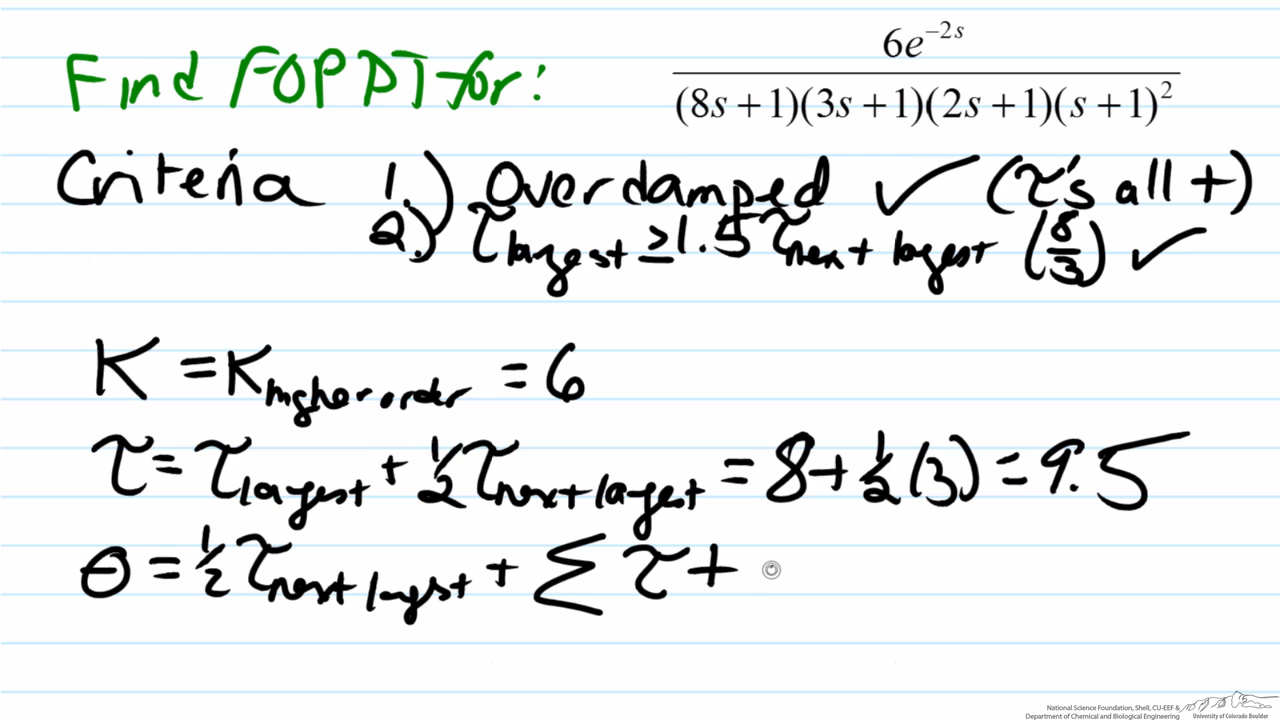 Find FOPDT for:
6e^{-2s}
(8s + 1)(3s + 1)(2s + 1)(s + 1)^2
Criteria 1.) Overdamped ✓ (τ's all +)
2.) τ_largest ≥ 1.5 τ_next largest (8/3) ✓
K = K_higher order = 6
τ = τ_largest + 1/2 τ_next largest = 8 + 1/2 (3) = 9.5
θ = 1/2 τ_next largest + Σ τ +
National Science Foundation, Shell, CU-EEF &
Department of Chemical and Biological Engineering
University of Colorado Boulder